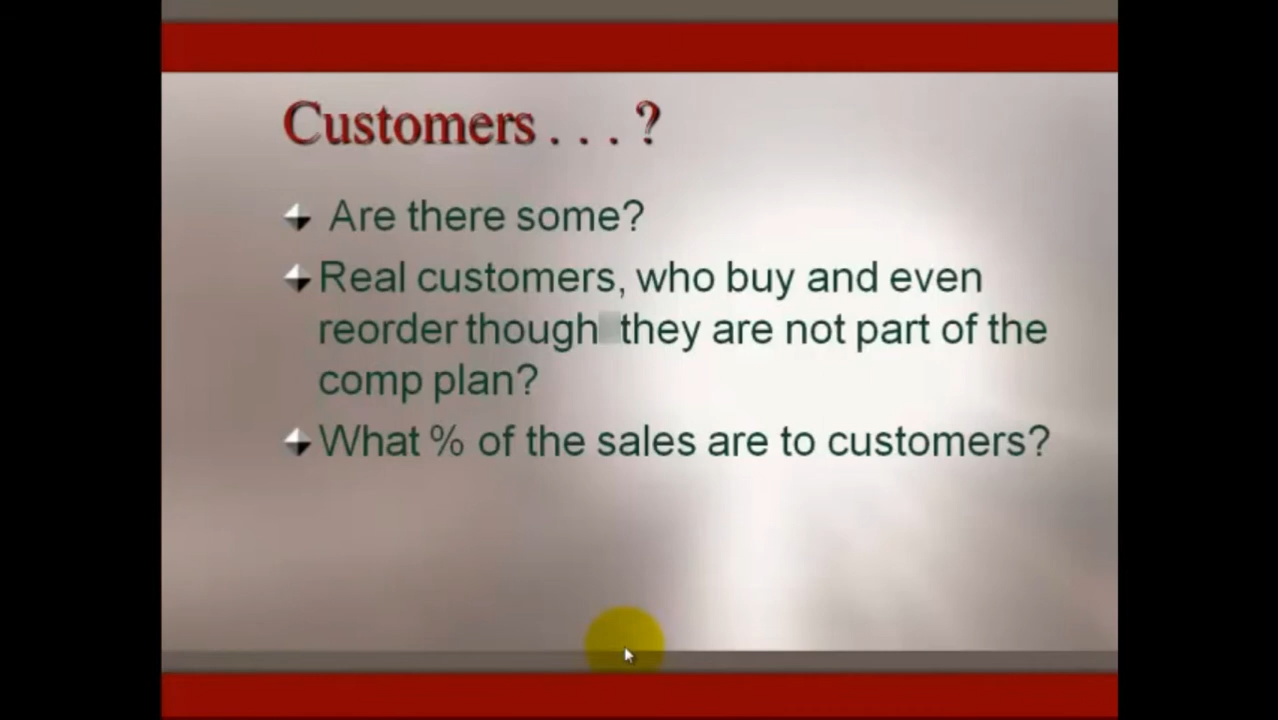 Customers . . . ?
Are there some?
Real customers, who buy and even
reorder though they are not part of the
comp plan?
What % of the sales are to customers?